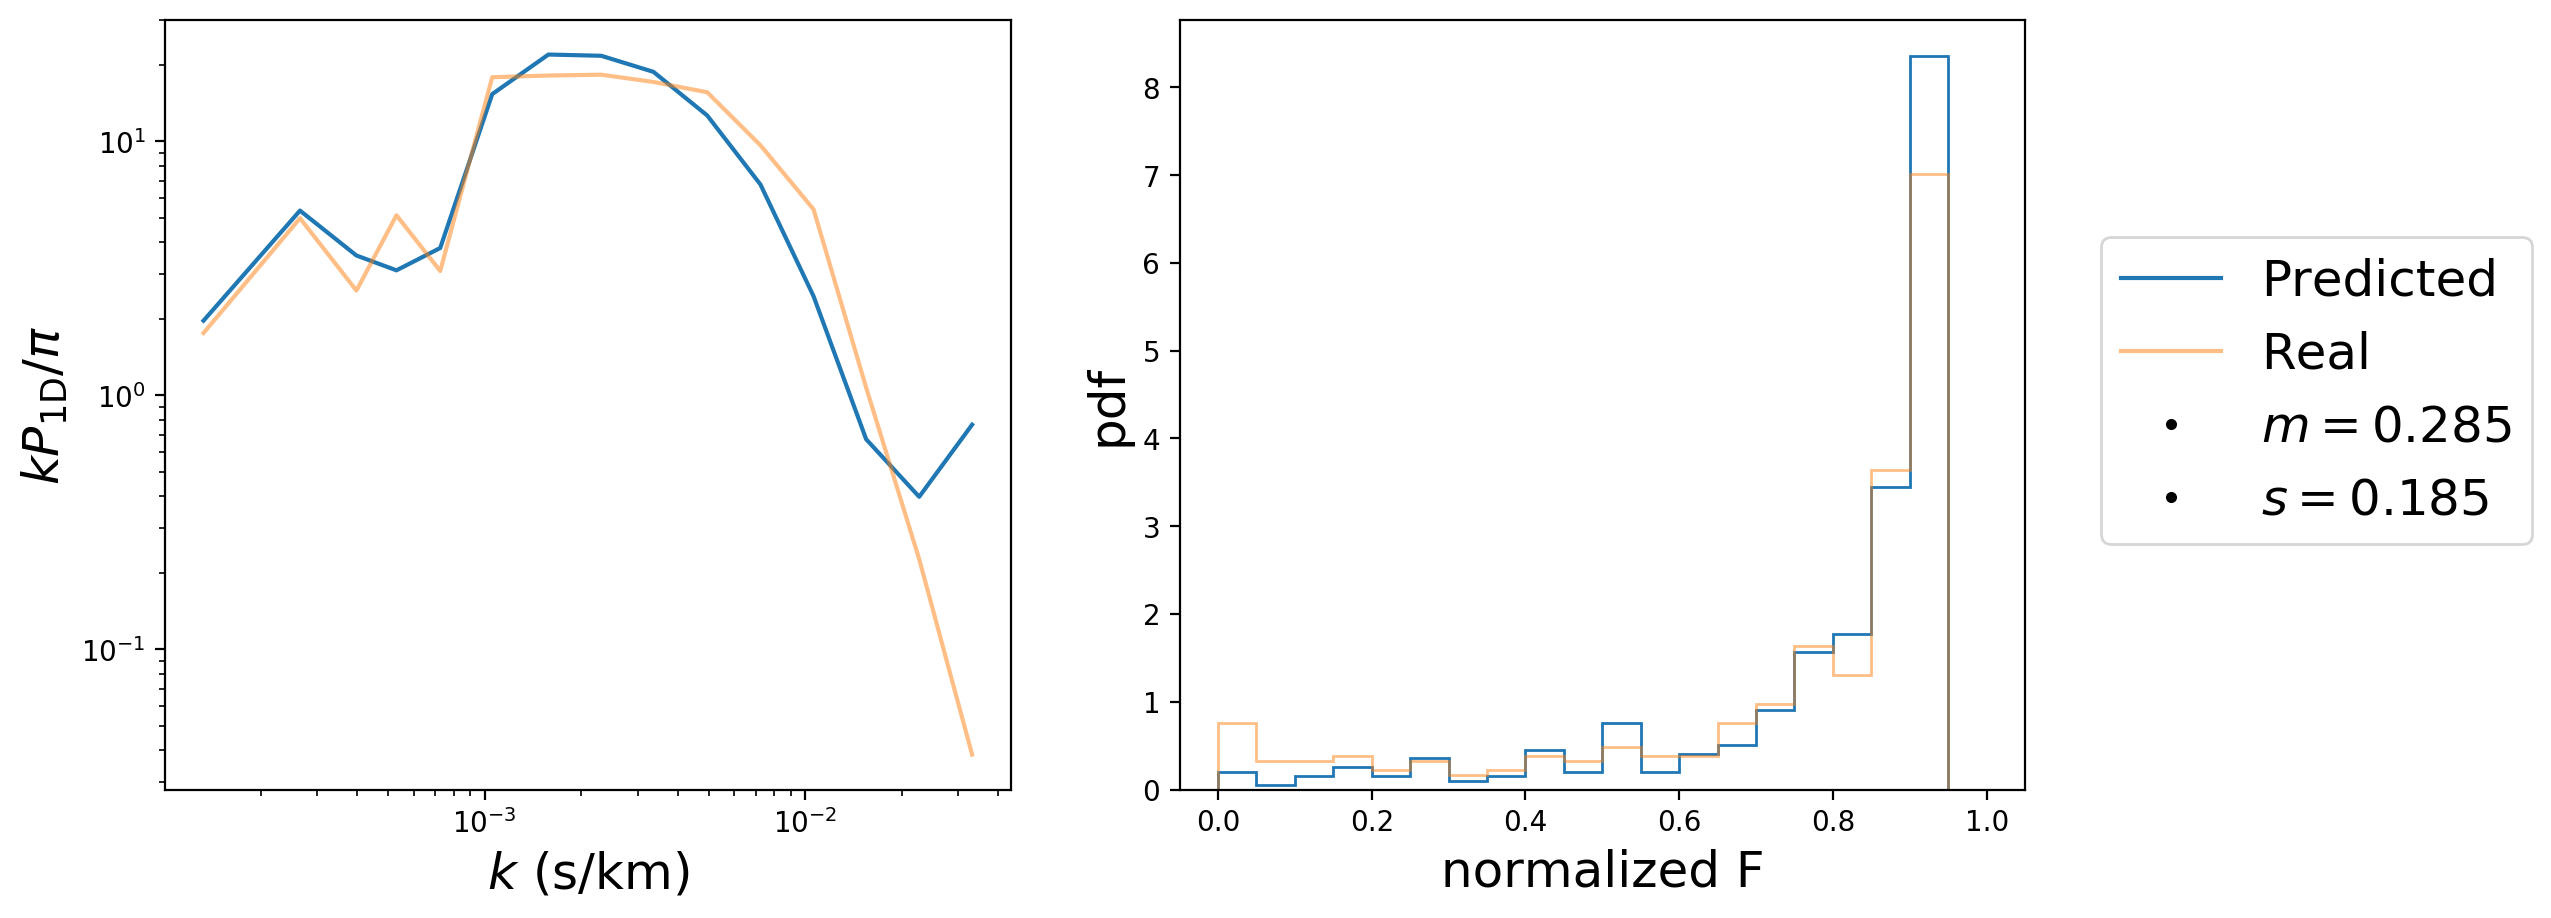 10¹
10⁰
10⁻¹
kP₁D/π
10⁻³
10⁻²
k (s/km)
8
7
6
5
4
3
2
1
0
pdf
0.0
0.2
0.4
0.6
0.8
1.0
normalized F
Predicted
Real
m = 0.285
s = 0.185